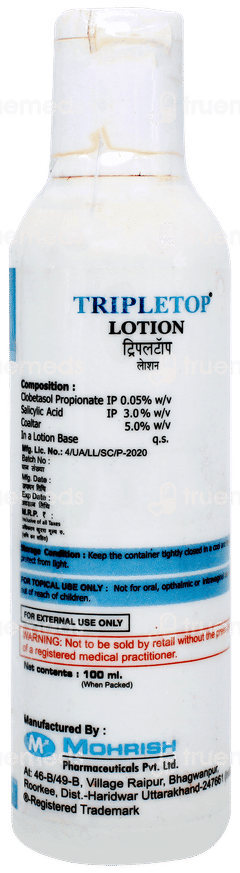 TRIPLETOP®
LOTION
ट्रिपलटॉप
लोशन
Composition :
Clobetasol Propionate IP 0.05% w/v
Salicylic Acid IP 3.0% w/v
Coaltar 5.0% w/v
In a Lotion Base q.s.
Mfg. Lic. No.: 4/UA/LL/SC/P-2020
Batch No :
Mfg. Date :
Exp Date :
M.R.P. ₹ :
Inclusive of all Taxes
Storage Condition : Keep the container tightly closed in a cool
protect from light.
FOR TOPICAL USE ONLY : Not for oral, opthalmic or
out of reach of children.
FOR EXTERNAL USE ONLY
WARNING: Not to be sold by retail without the
of a registered medical practitioner.
Net contents : 100 ml.
(When Packed)
Manufactured By :
MP MOHRISH
Pharmaceuticals Pvt. Ltd.
At: 46-B/49-B, Village Raipur, Bhagwanpur,
Roorkee, Dist.-Haridwar Uttarakhand-247661
®-Registered Trademark